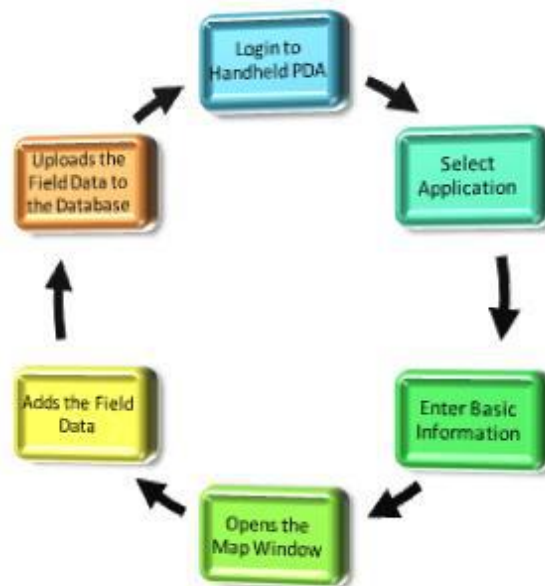 Login to
Handheld PDA
Select
Application
Enter Basic
Information
Opens the
Map Window
Adds the Field
Data
Uploads the
Field Data to
the Database